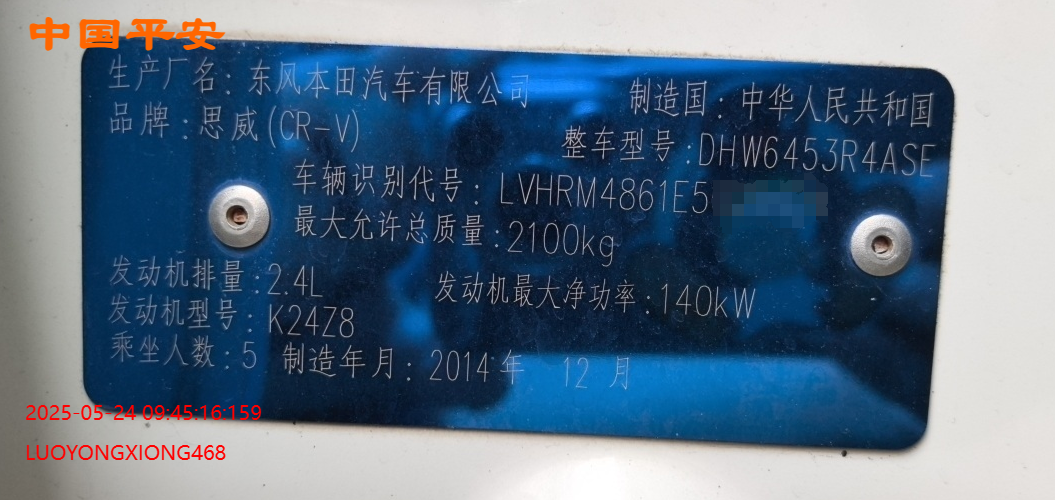 中国平安
生产厂名：东风本田汽车有限公司
制造国：中华人民共和国
品牌：思威(CR-V)
整车型号：DHW6453R4ASE
车辆识别代号：LVHRM4861E5
最大允许总质量：2100kg
发动机排量：2.4L
发动机最大净功率：140kW
发动机型号：K24Z8
乘坐人数：5 制造年月：2014年 12月
2025-05-24 09:45:16:159
LUOYONGXIONG468